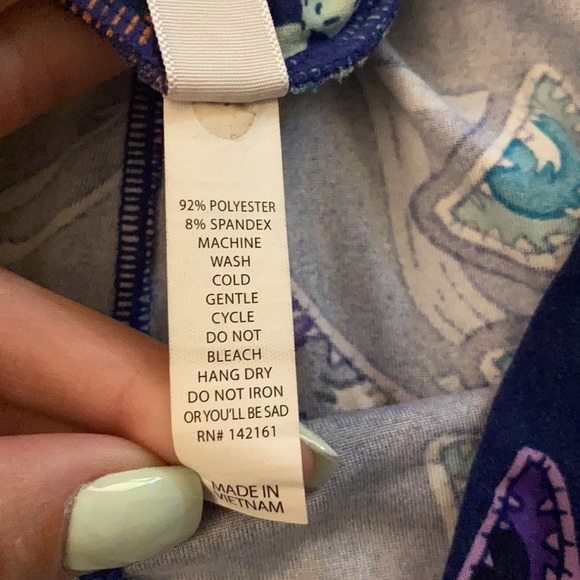 92% POLYESTER
8% SPANDEX
MACHINE
WASH
COLD
GENTLE
CYCLE
DO NOT
BLEACH
HANG DRY
DO NOT IRON
OR YOU'LL BE SAD
RN# 142161
MADE IN
VIETNAM